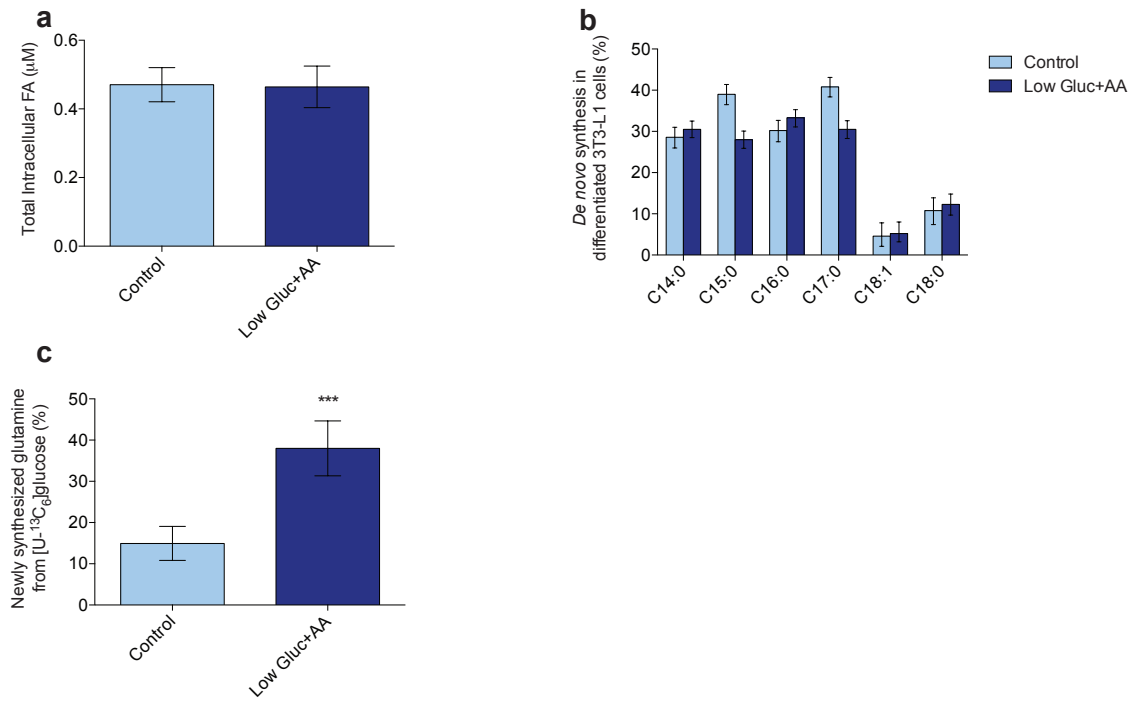 a
Total Intracellular FA (µM)
0.6
0.4
0.2
0.0
Control
Low Gluc+AA
b
De novo synthesis in
differentiated 3T3-L1 cells (%)
50
40
30
20
10
0
C14:0
C15:0
C16:0
C17:0
C18:1
C18:0
Control
Low Gluc+AA
c
Newly synthesized glutamine
from [U-¹³C₆]glucose (%)
50
40
30
20
10
0
***
Control
Low Gluc+AA